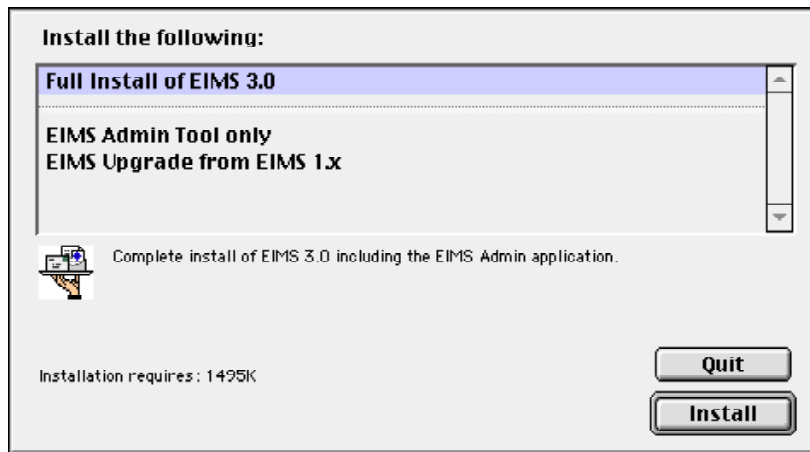 Install the following:
Full Install of EIMS 3.0
EIMS Admin Tool only
EIMS Upgrade from EIMS 1.x
Complete install of EIMS 3.0 including the EIMS Admin application.
Installation requires: 1495K
Quit
Install